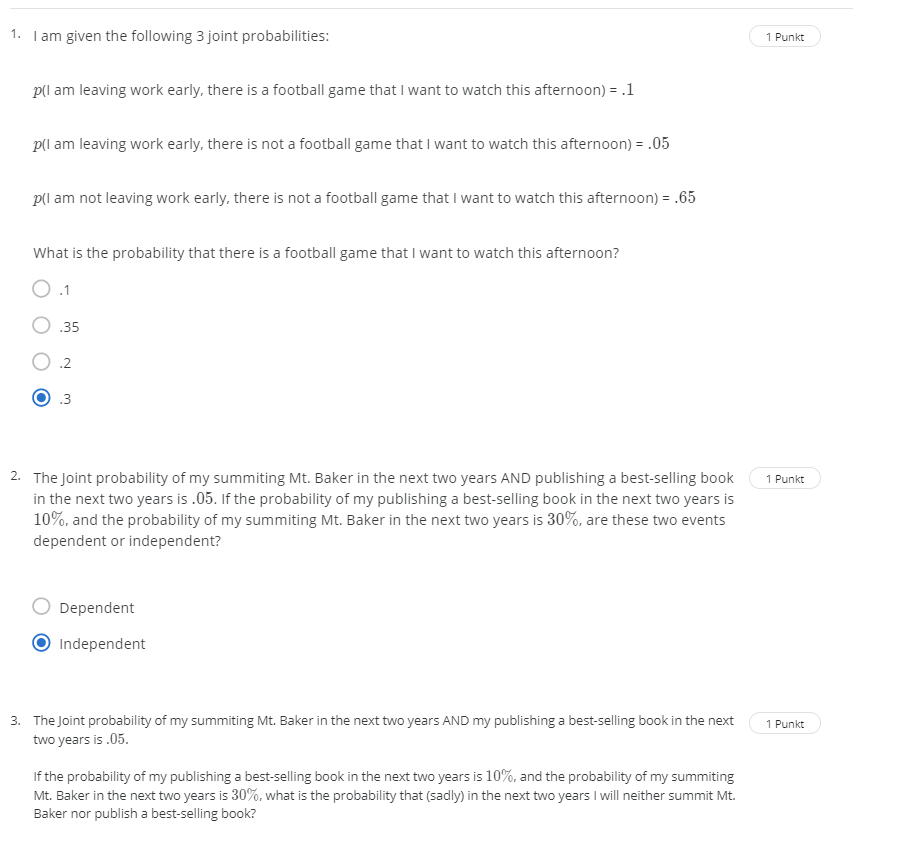 1. I am given the following 3 joint probabilities: 1 Punkt
p(I am leaving work early, there is a football game that I want to watch this afternoon) = .1
p(I am leaving work early, there is not a football game that I want to watch this afternoon) = .05
p(I am not leaving work early, there is not a football game that I want to watch this afternoon) = .65
What is the probability that there is a football game that I want to watch this afternoon?
.1
.35
.2
.3
2. The Joint probability of my summiting Mt. Baker in the next two years AND publishing a best-selling book 1 Punkt
in the next two years is .05. If the probability of my publishing a best-selling book in the next two years is
10%, and the probability of my summiting Mt. Baker in the next two years is 30%, are these two events
dependent or independent?
Dependent
Independent
3. The Joint probability of my summiting Mt. Baker in the next two years AND my publishing a best-selling book in the next 1 Punkt
two years is .05.
If the probability of my publishing a best-selling book in the next two years is 10%, and the probability of my summiting
Mt. Baker in the next two years is 30%, what is the probability that (sadly) in the next two years I will neither summit Mt.
Baker nor publish a best-selling book?